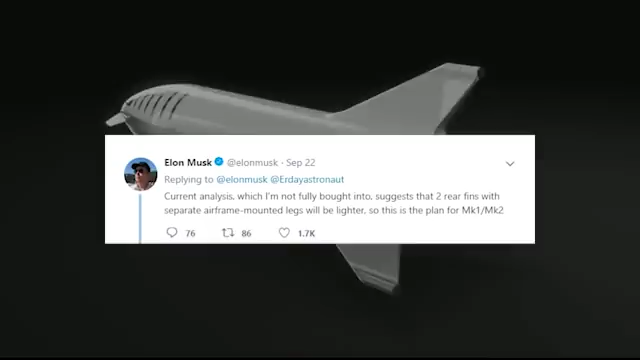 Elon Musk @elonmusk · Sep 22
Replying to @elonmusk @Erdayastronaut
Current analysis, which I'm not fully bought into, suggests that 2 rear fins with
separate airframe-mounted legs will be lighter, so this is the plan for Mk1/Mk2
76 86 1.7K